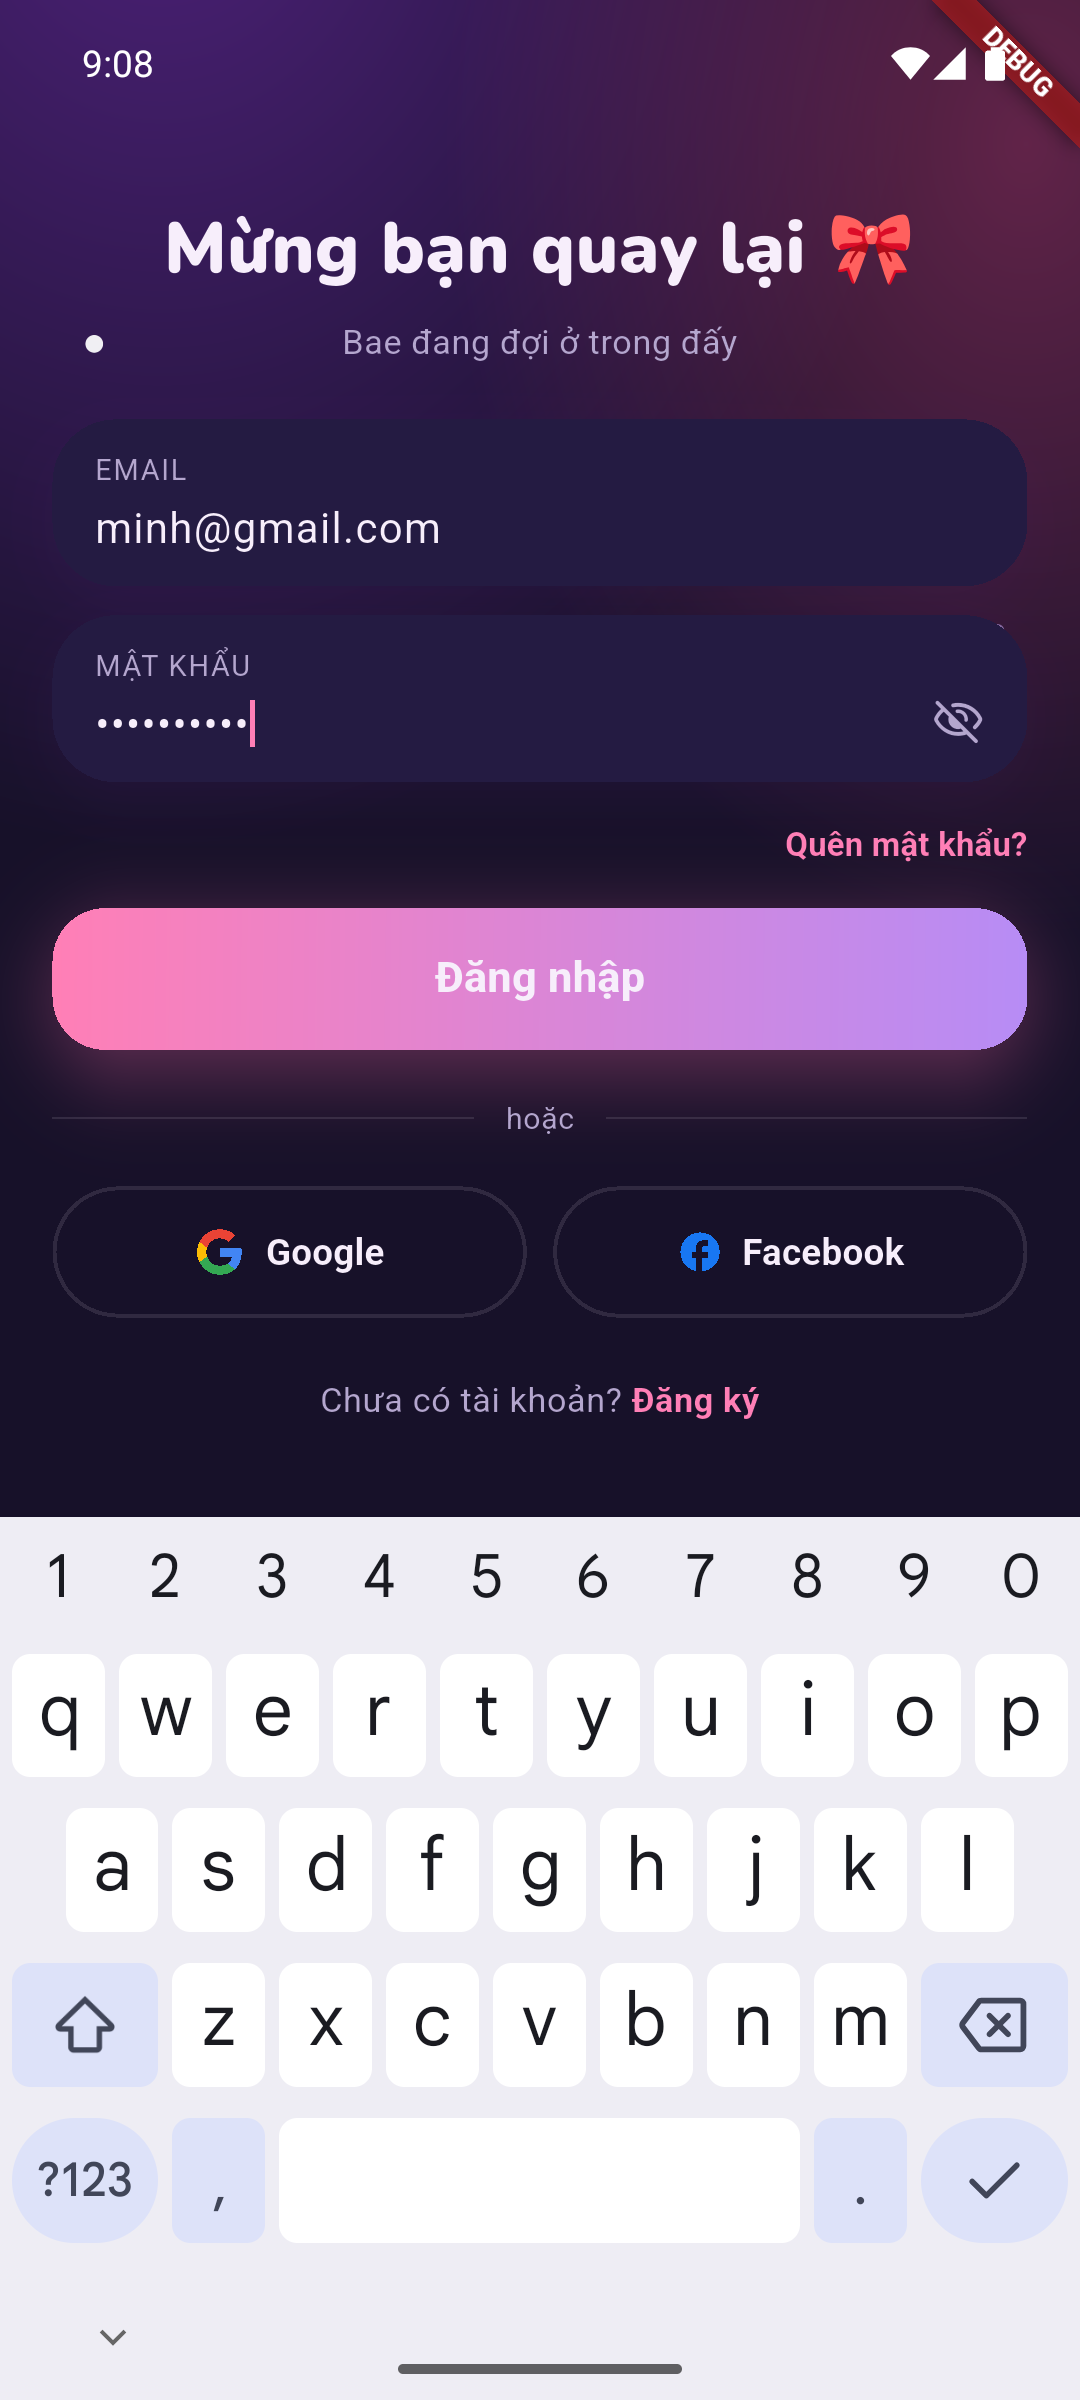 9:08
DEBUG
Mừng bạn quay lại 🎀
Bae đang đợi ở trong đấy
EMAIL
minh@gmail.com
MẬT KHẨU
••••••••••
Quên mật khẩu?
Đăng nhập
hoặc
Google
Facebook
Chưa có tài khoản? Đăng ký
1 2 3 4 5 6 7 8 9 0
q w e r t y u i o p
a s d f g h j k l
z x c v b n m
?123 , .